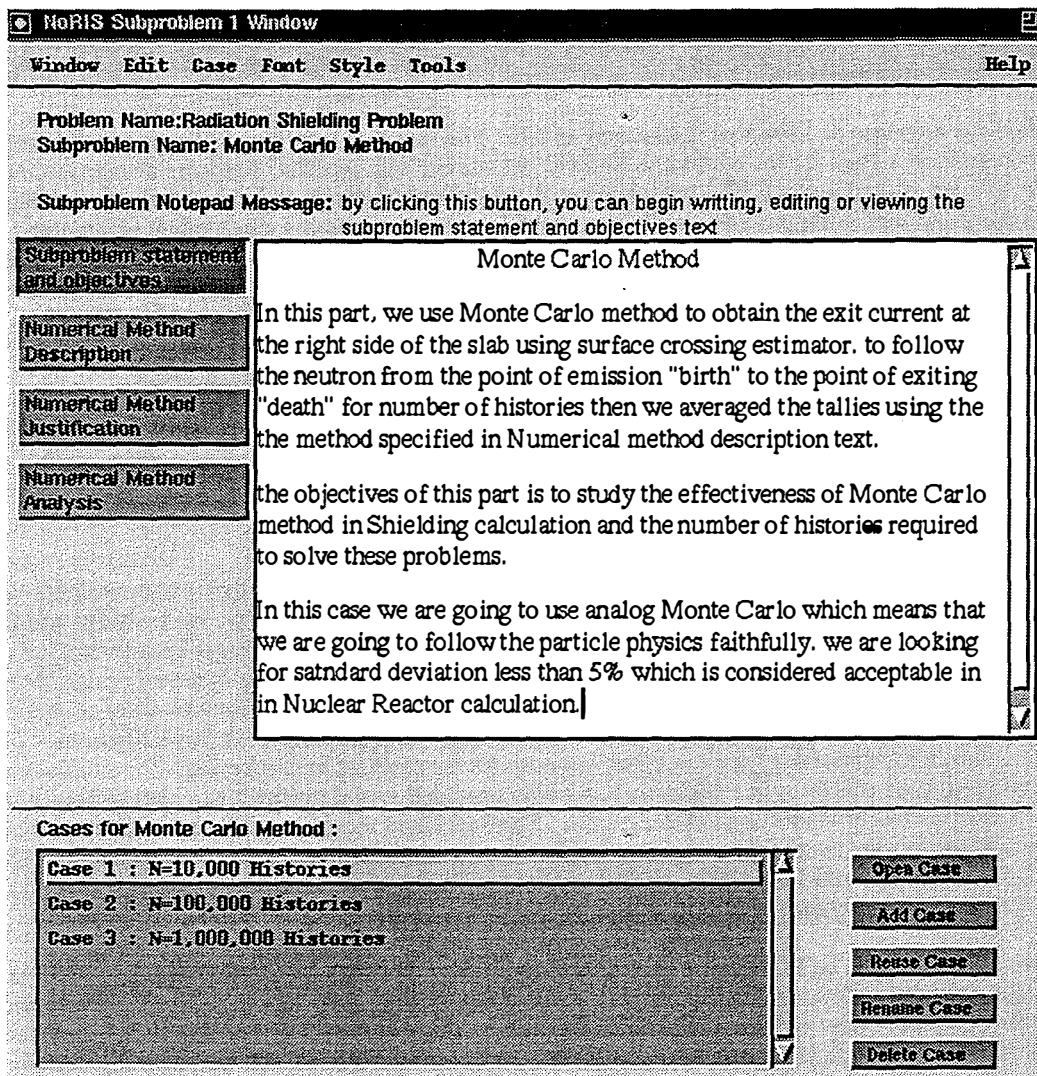 NoRIS Subproblem 1 Window
Window Edit Case Font Style Tools Help
Problem Name:Radiation Shielding Problem
Subproblem Name: Monte Carlo Method
Subproblem Notepad Message: by clicking this button, you can begin writting, editing or viewing the
subproblem statement and objectives text
Subproblem statement
and objectives
Numerical Method
Description
Numerical Method
Justification
Numerical Method
Analysis
Monte Carlo Method
In this part, we use Monte Carlo method to obtain the exit current at
the right side of the slab using surface crossing estimator. to follow
the neutron from the point of emission "birth" to the point of exiting
"death" for number of histories then we averaged the tallies using the
the method specified in Numerical method description text.
the objectives of this part is to study the effectiveness of Monte Carlo
method in Shielding calculation and the number of histories required
to solve these problems.
In this case we are going to use analog Monte Carlo which means that
we are going to follow the particle physics faithfully. we are looking
for satndard deviation less than 5% which is considered acceptable in
in Nuclear Reactor calculation.
Cases for Monte Carlo Method :
Case 1 : N=10,000 Histories
Case 2 : N=100,000 Histories
Case 3 : N=1,000,000 Histories
Open Case
Add Case
Reuse Case
Rename Case
Delete Case